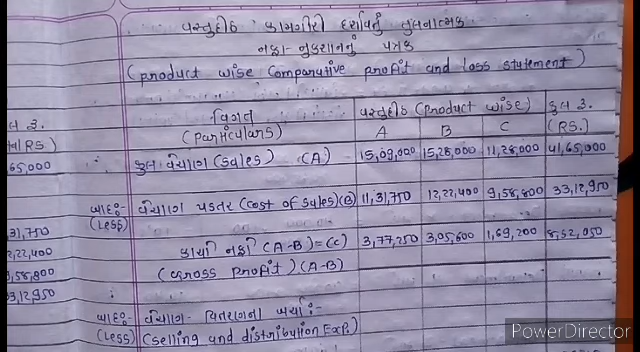 વસ્તુદીઠ કામગીરી દર્શાવતું તુલનાત્મક
નફા-નુકસાનનું પત્રક
(product wise Comparative profit and loss statement)
વિગત વસ્તુદીઠ (Product wise) કુલ રૂ.
(Particulars) A B C (RS.)
કુલ વેચાણ (sales) (A) 15,09,000 15,28,000 11,28,000 41,65,000
બાદઃ- વેચાણ પડતર (cost of sales)(B) 11,31,750 12,22,400 9,58,800 33,12,950
(Less)
કાચો નફો (A-B)=(C) 3,77,250 3,05,600 1,69,200 8,52,050
(Gross profit) (A-B)
બાદઃ- વેચાણ-વિતરણના ખર્ચા:-
(Less) (selling and distribution Exp.)
રૂ.
RS)
65,000
,31,750
2,22,400
9,58,800
33,12,950
PowerDirector